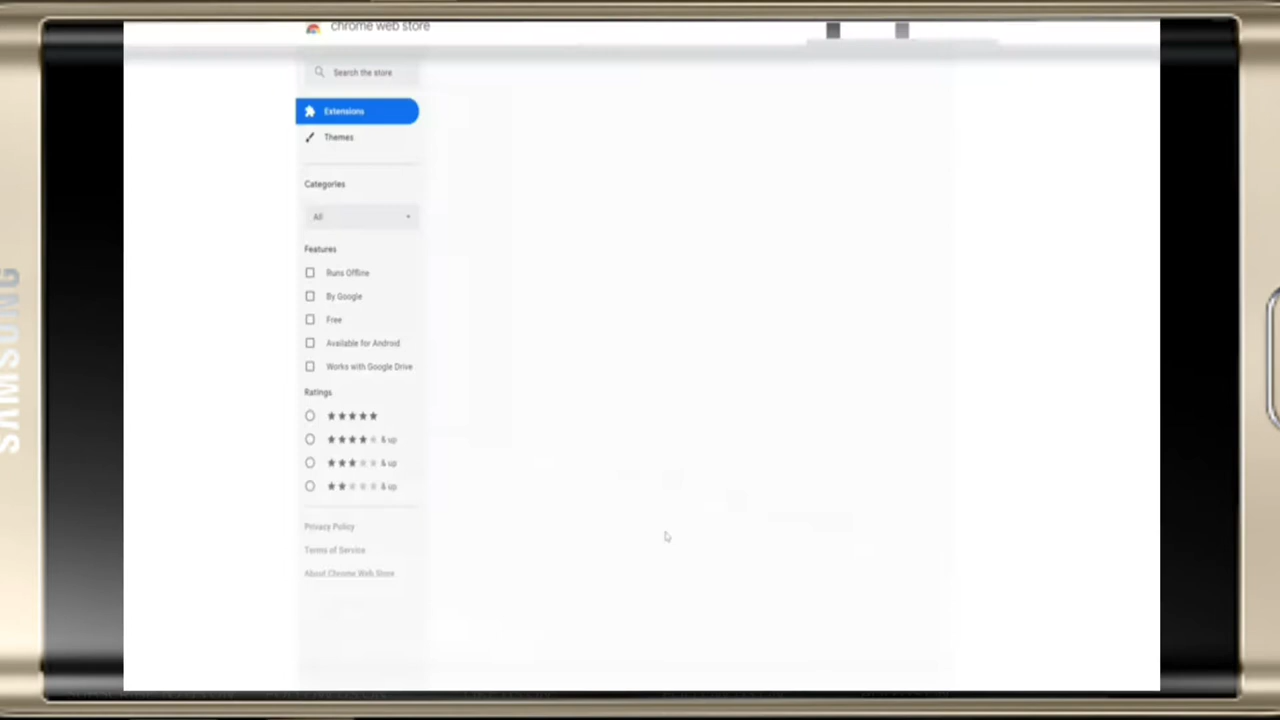 chrome web store
Search the store
Extensions
Themes
Categories
All
Features
Runs Offline
By Google
Free
Available for Android
Works with Google Drive
Ratings
& up
& up
& up
Privacy Policy
Terms of Service
About Chrome Web Store
SAMSUNG